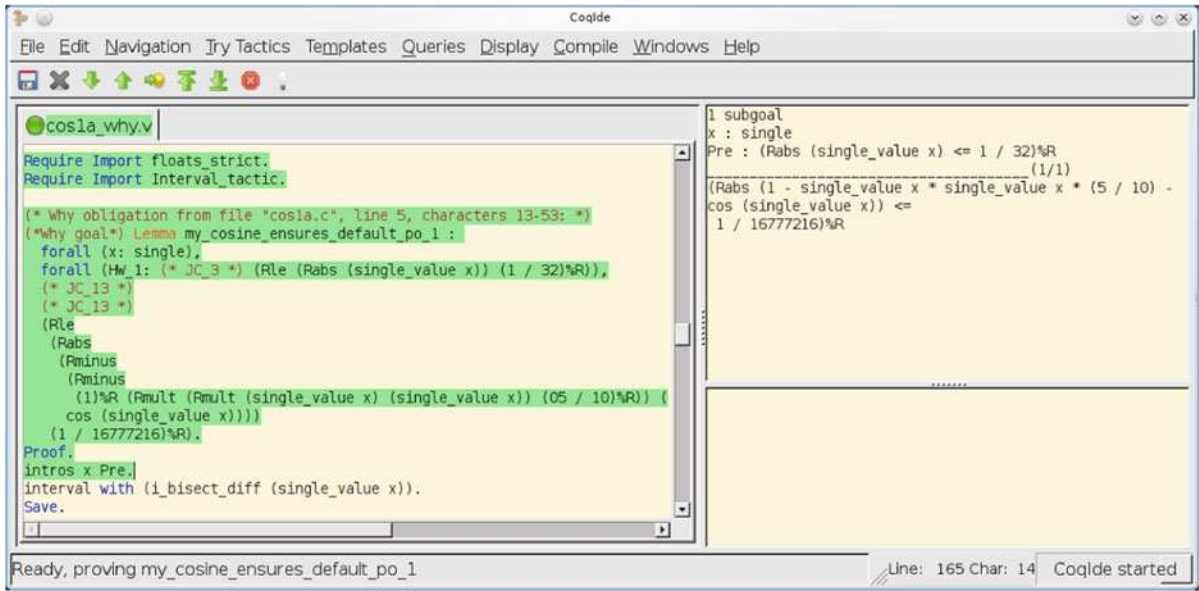 CoqIde
File Edit Navigation Try Tactics Templates Queries Display Compile Windows Help
cos1a_why.v
Require Import floats_strict.
Require Import Interval_tactic.
(* Why obligation from file "cos1a.c", line 5, characters 13-53: *)
(*Why goal*) Lemma my_cosine_ensures_default_po_1 :
forall (x: single),
forall (HW_1: (* JC_3 *) (Rle (Rabs (single_value x)) (1 / 32)%R)),
(* JC_13 *)
(* JC_13 *)
(Rle
(Rabs
(Rminus
(Rminus
(1)%R (Rmult (Rmult (single_value x) (single_value x)) (05 / 10)%R)) (
cos (single_value x))))
(1 / 16777216)%R).
Proof.
intros x Pre.
interval with (i_bisect_diff (single_value x)).
Save.
1 subgoal
x : single
Pre : (Rabs (single_value x) <= 1 / 32)%R
______________________________________(1/1)
(Rabs (1 - single_value x * single_value x * (5 / 10) -
cos (single_value x)) <=
1 / 16777216)%R
Ready, proving my_cosine_ensures_default_po_1
Line: 165 Char: 14
CoqIde started